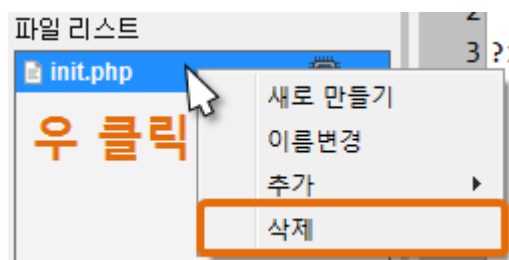 파일 리스트
2
init.php
3 ?>
새로 만들기
우 클릭
이름변경
추가
삭제